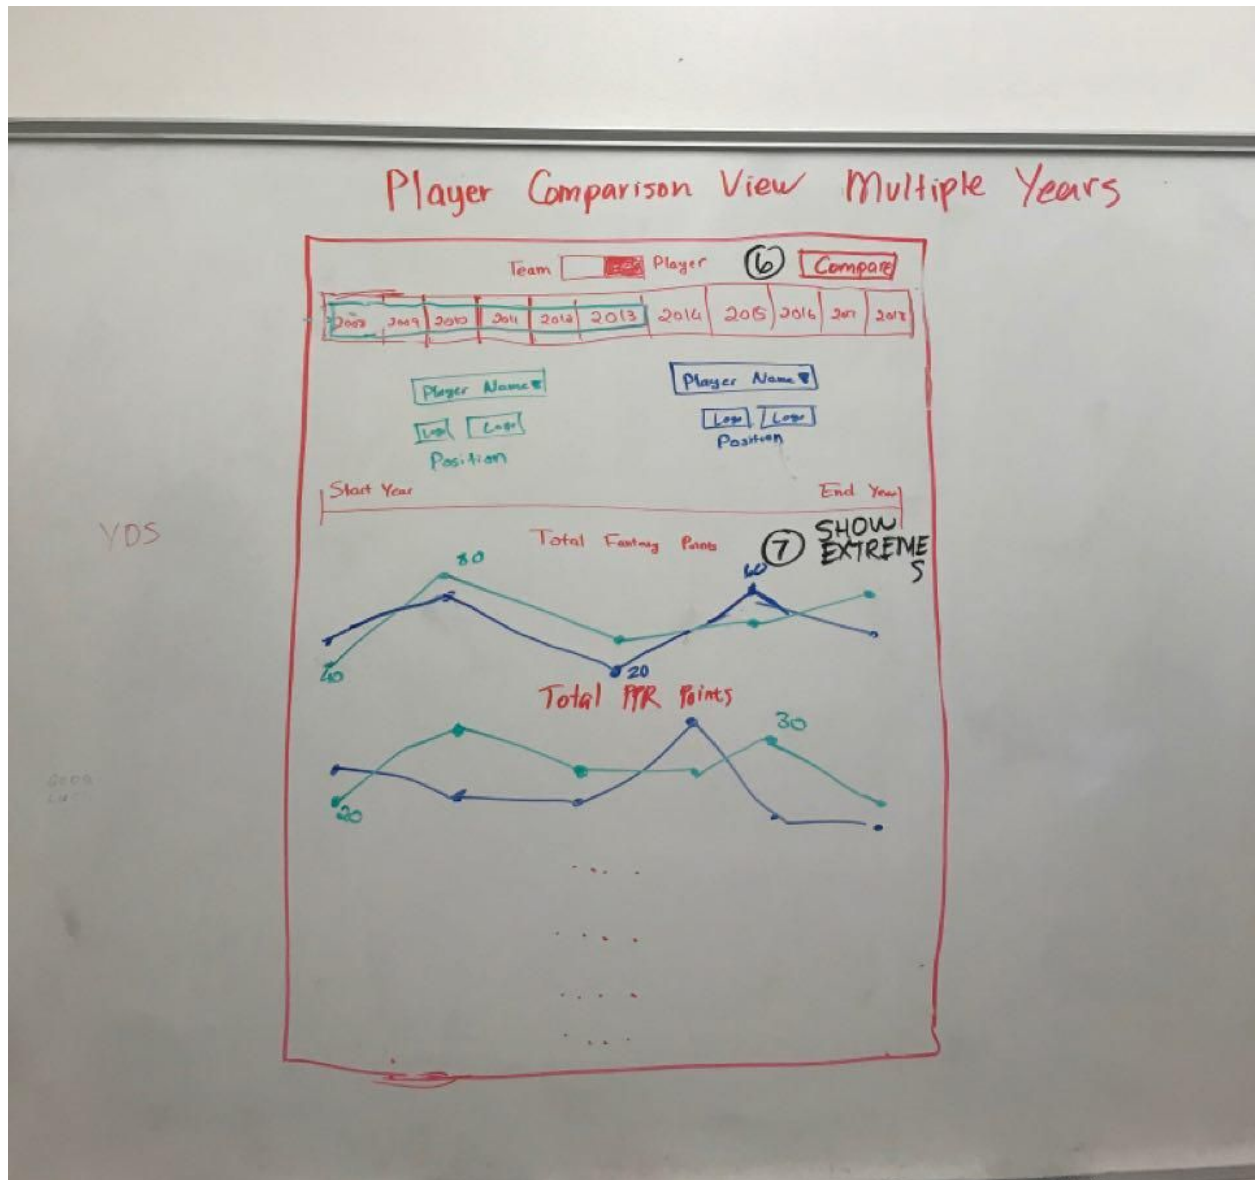 Player Comparison View Multiple Years
Team Player 6 Compare
2008 2009 2010 2011 2012 2013 2014 2015 2016 2017 2018
Player Name Player Name
Logo Logo Logo Logo
Position Position
Start Year End Year
YDS
Total Fantasy Points 7 SHOW
EXTREME
S
80
60
40
20
Total PPR Points
30
20